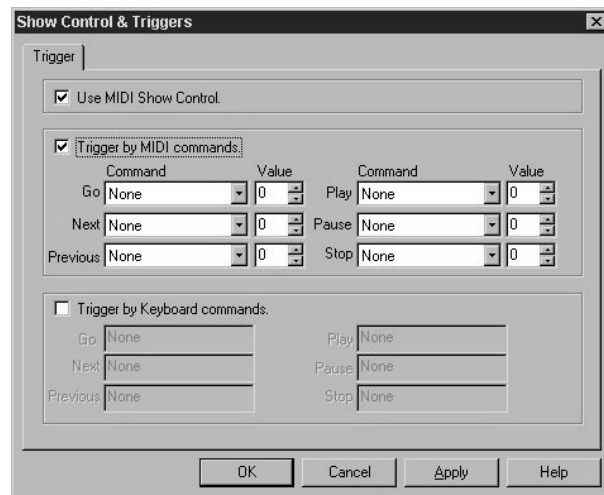 Show Control & Triggers
Trigger
Use MIDI Show Control.
Trigger by MIDI commands.
Command Value Command Value
Go None 0 Play None 0
Next None 0 Pause None 0
Previous None 0 Stop None 0
Trigger by Keyboard commands.
Go None Play None
Next None Pause None
Previous None Stop None
OK Cancel Apply Help